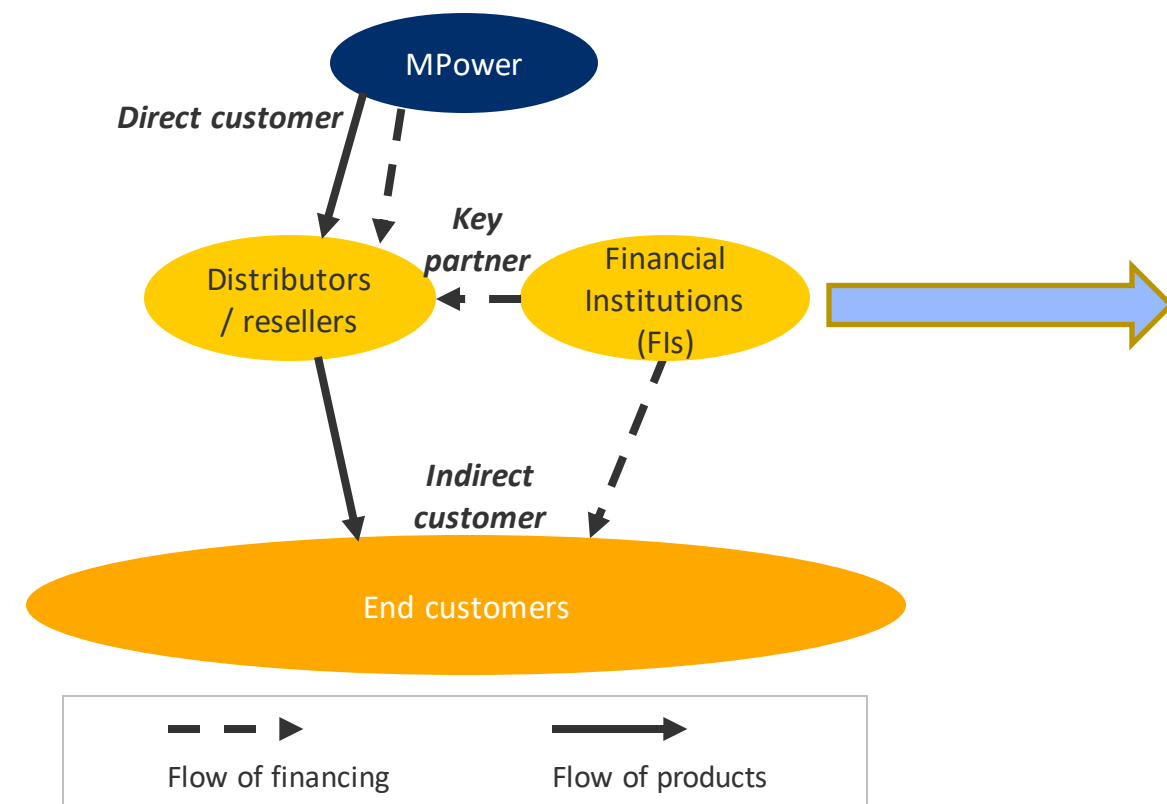 MPower
Direct customer
Key
partner
Distributors
/ resellers
Financial
Institutions
(FIs)
Indirect
customer
End customers
Flow of financing
Flow of products